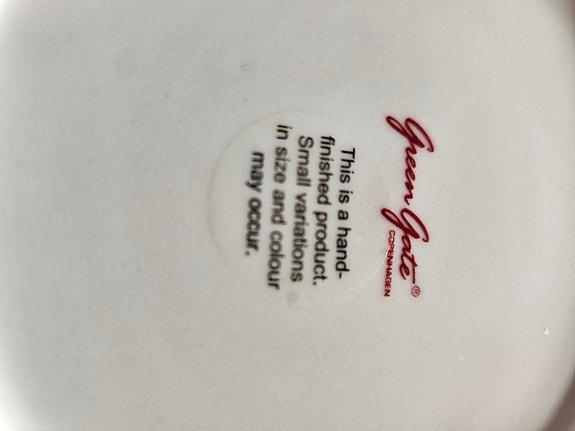 Green Gate®
COPENHAGEN
This is a hand-
finished product.
Small variations
in size and colour
may occur.